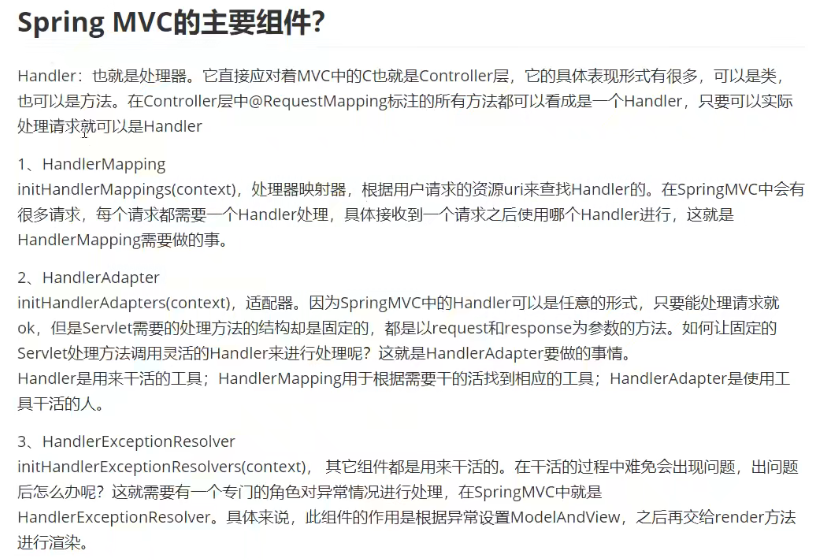 Spring MVC的主要组件？
Handler：也就是处理器。它直接应对着MVC中的C也就是Controller层，它的具体表现形式有很多，可以是类，
也可以是方法。在Controller层中@RequestMapping标注的所有方法都可以看成是一个Handler，只要可以实际
处理请求就可以是Handler
1、HandlerMapping
initHandlerMappings(context)，处理器映射器，根据用户请求的资源uri来查找Handler的。在SpringMVC中会有
很多请求，每个请求都需要一个Handler处理，具体接收到一个请求之后使用哪个Handler进行，这就是
HandlerMapping需要做的事。
2、HandlerAdapter
initHandlerAdapters(context)，适配器。因为SpringMVC中的Handler可以是任意的形式，只要能处理请求就
ok，但是Servlet需要的处理方法的结构却是固定的，都是以request和response为参数的方法。如何让固定的
Servlet处理方法调用灵活的Handler来进行处理呢？这就是HandlerAdapter要做的事情。
Handler是用来干活的工具；HandlerMapping用于根据需要干的活找到相应的工具；HandlerAdapter是使用工
具干活的人。
3、HandlerExceptionResolver
initHandlerExceptionResolvers(context)， 其它组件都是用来干活的。在干活的过程中难免会出现问题，出问题
后怎么办呢？这就需要有一个专门的角色对异常情况进行处理，在SpringMVC中就是
HandlerExceptionResolver。具体来说，此组件的作用是根据异常设置ModelAndView，之后再交给render方法
进行渲染。